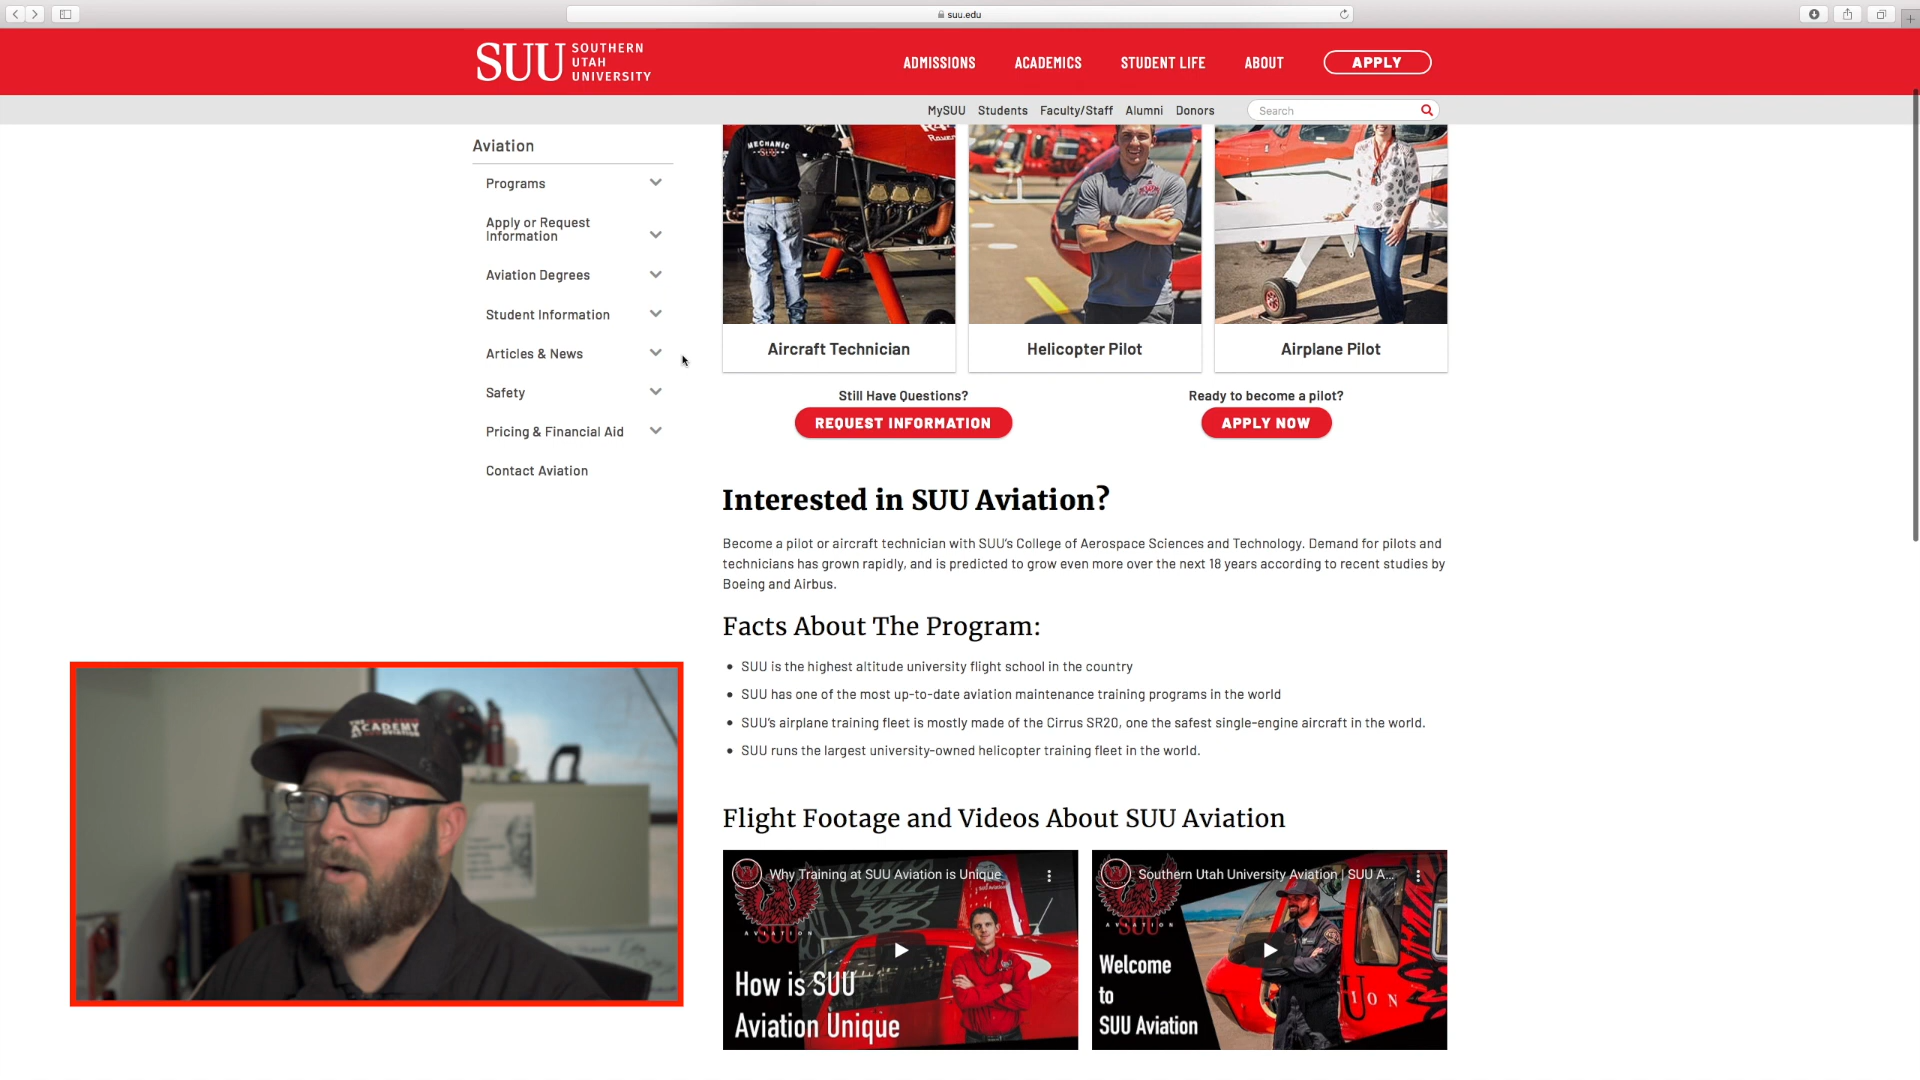 suu.edu
SUU SOUTHERN
UTAH
UNIVERSITY
ADMISSIONS ACADEMICS STUDENT LIFE ABOUT APPLY
MySUU Students Faculty/Staff Alumni Donors Search
Aviation
Programs
Apply or Request
Information
Aviation Degrees
Student Information
Articles & News
Safety
Pricing & Financial Aid
Contact Aviation
MECHANIC
SUU
Aircraft Technician Helicopter Pilot Airplane Pilot
Still Have Questions? Ready to become a pilot?
REQUEST INFORMATION APPLY NOW
Interested in SUU Aviation?
Become a pilot or aircraft technician with SUU's College of Aerospace Sciences and Technology. Demand for pilots and
technicians has grown rapidly, and is predicted to grow even more over the next 18 years according to recent studies by
Boeing and Airbus.
Facts About The Program:
• SUU is the highest altitude university flight school in the country
• SUU has one of the most up-to-date aviation maintenance training programs in the world
• SUU's airplane training fleet is mostly made of the Cirrus SR20, one the safest single-engine aircraft in the world.
• SUU runs the largest university-owned helicopter training fleet in the world.
Flight Footage and Videos About SUU Aviation
Why Training at SUU Aviation is Unique
AVIATION
SUU
How is SUU
Aviation Unique
Southern Utah University Aviation | SUU A...
AVIATION
SUU
Welcome
to
SUU Aviation
ACADEMY